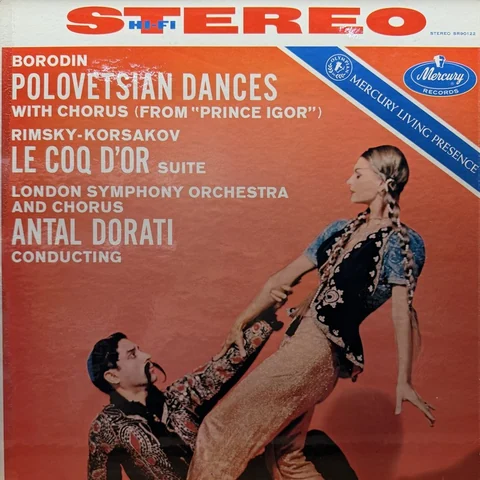 STEREO
HI-FI
STEREO SR90122
BORODIN
POLOVETSIAN DANCES
WITH CHORUS (FROM "PRINCE IGOR")
RIMSKY-KORSAKOV
LE COQ D'OR SUITE
LONDON SYMPHONY ORCHESTRA
AND CHORUS
ANTAL DORATI
CONDUCTING
OLYMPIAN
MERCURY LIVING PRESENCE
Mercury
RECORDS